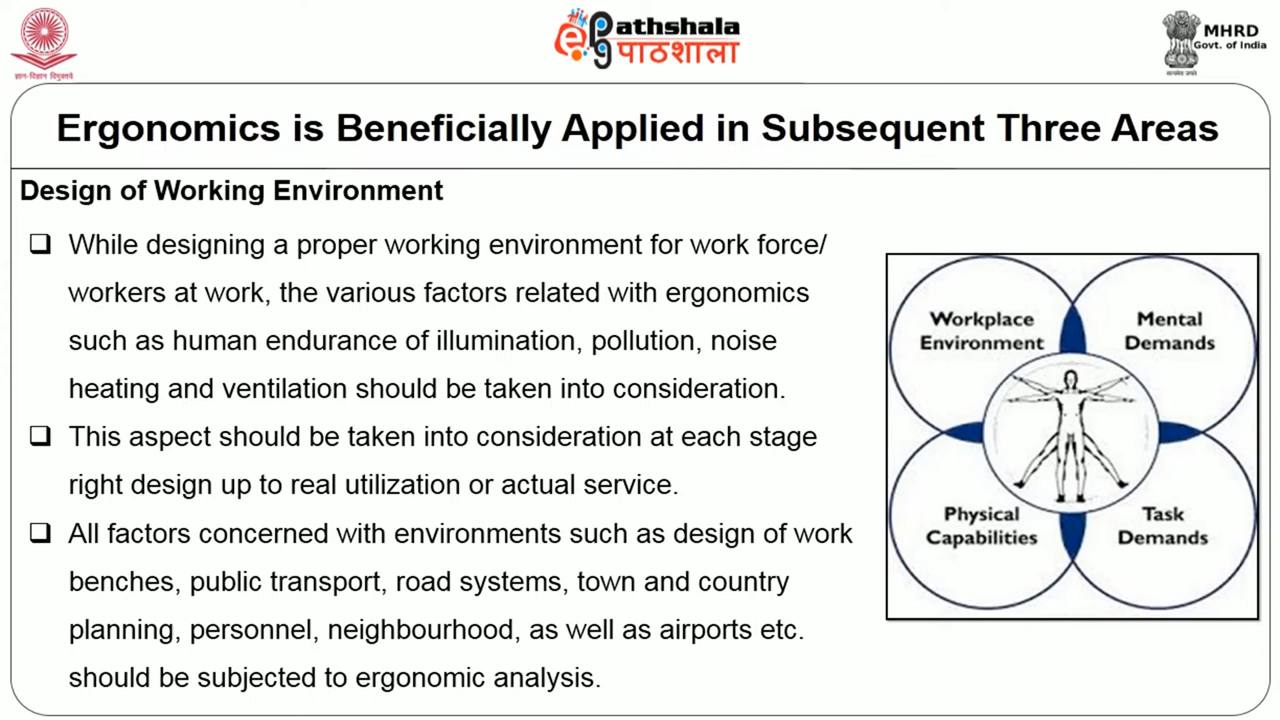 ज्ञान-विज्ञान विमुक्तये
Pathshala
पाठशाला
MHRD
Govt. of India
सत्यमेव जयते
Ergonomics is Beneficially Applied in Subsequent Three Areas
Design of Working Environment
While designing a proper working environment for work force/
workers at work, the various factors related with ergonomics
such as human endurance of illumination, pollution, noise
heating and ventilation should be taken into consideration.
This aspect should be taken into consideration at each stage
right design up to real utilization or actual service.
All factors concerned with environments such as design of work
benches, public transport, road systems, town and country
planning, personnel, neighbourhood, as well as airports etc.
should be subjected to ergonomic analysis.
Workplace
Environment
Mental
Demands
Physical
Capabilities
Task
Demands